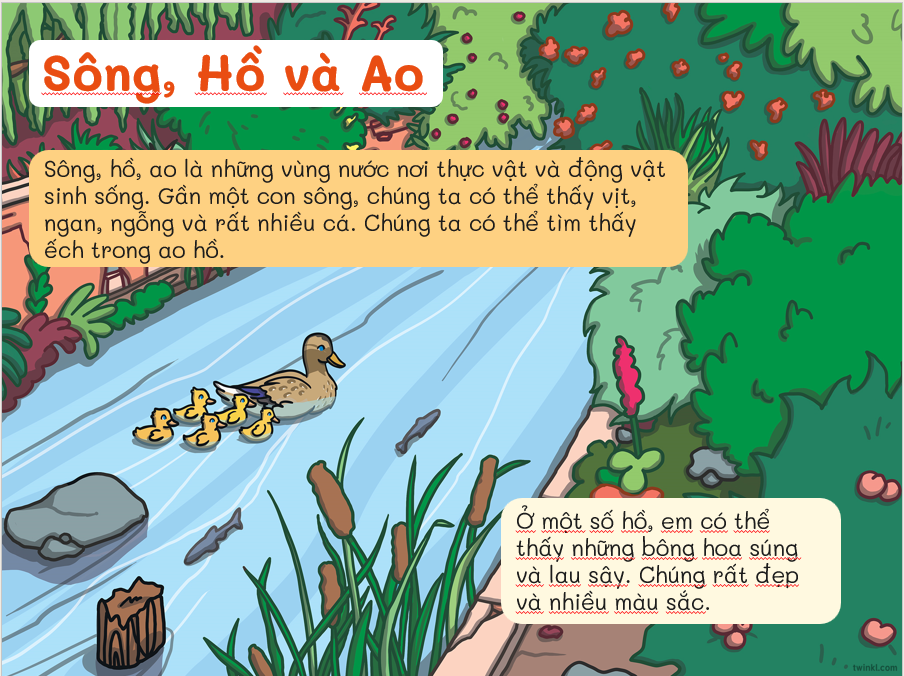 Sông, Hồ và Ao
Sông, hồ, ao là những vùng nước nơi thực vật và động vật
sinh sống. Gần một con sông, chúng ta có thể thấy vịt,
ngan, ngỗng và rất nhiều cá. Chúng ta có thể tìm thấy
ếch trong ao hồ.
Ở một số hồ, em có thể
thấy những bông hoa súng
và lau sậy. Chúng rất đẹp
và nhiều màu sắc.
twinkl.com